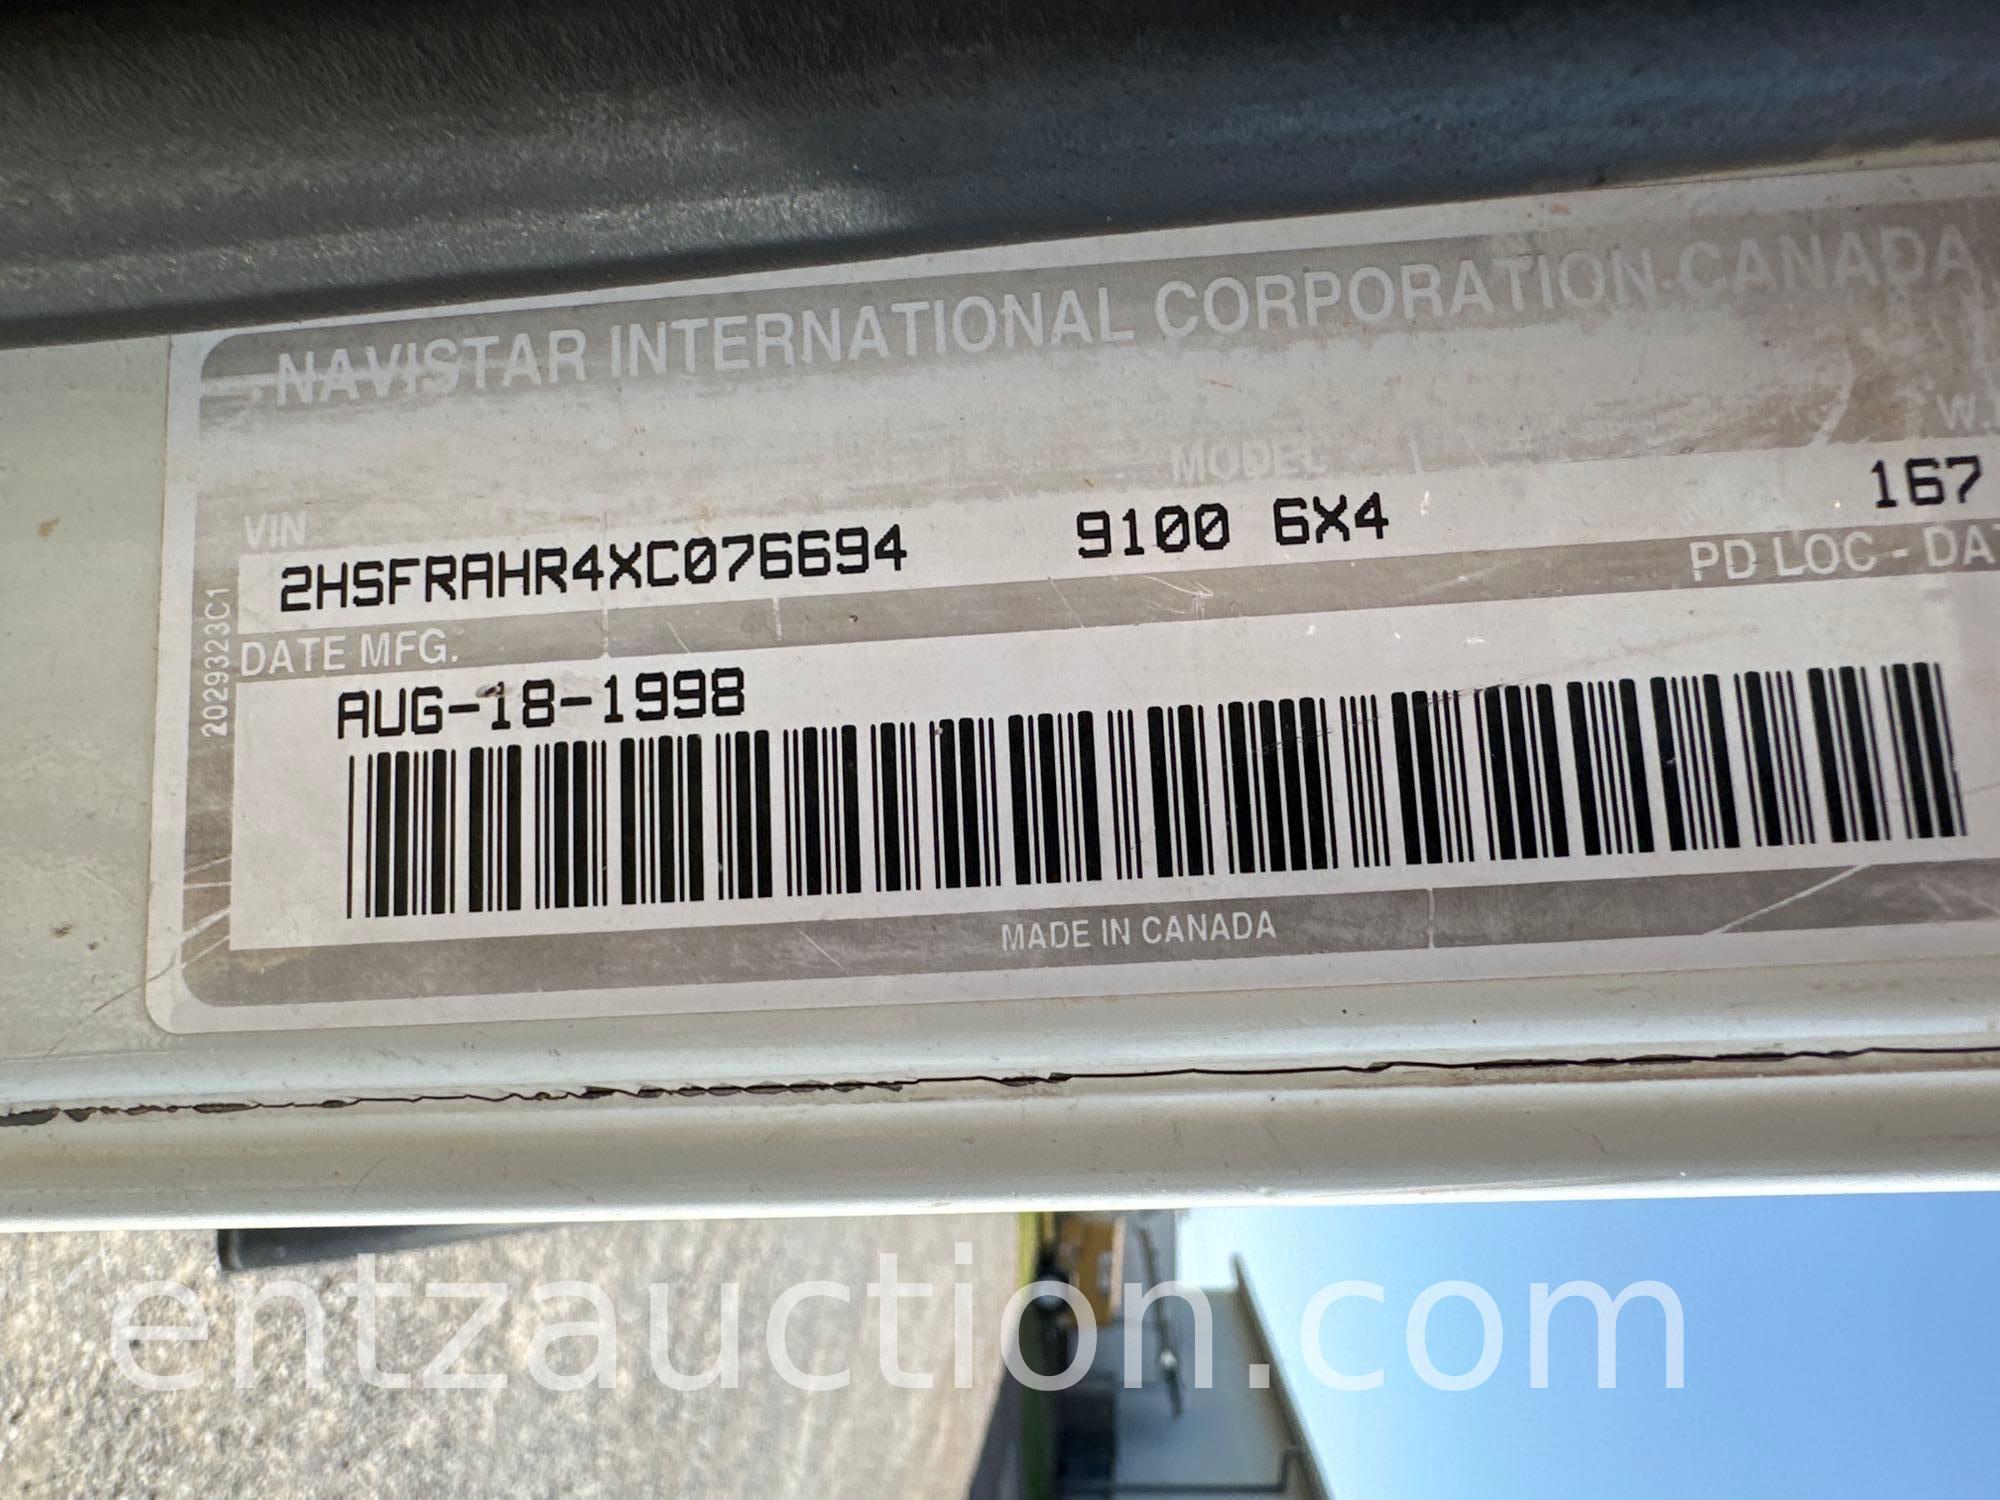 NAVISTAR INTERNATIONAL CORPORATION CANADA
MODEL
VIN
2HSFRAHR4XC076694 9100 6X4 167
DATE MFG. PD LOC -
AUG-18-1998
2029323C1
MADE IN CANADA
entzauction.com